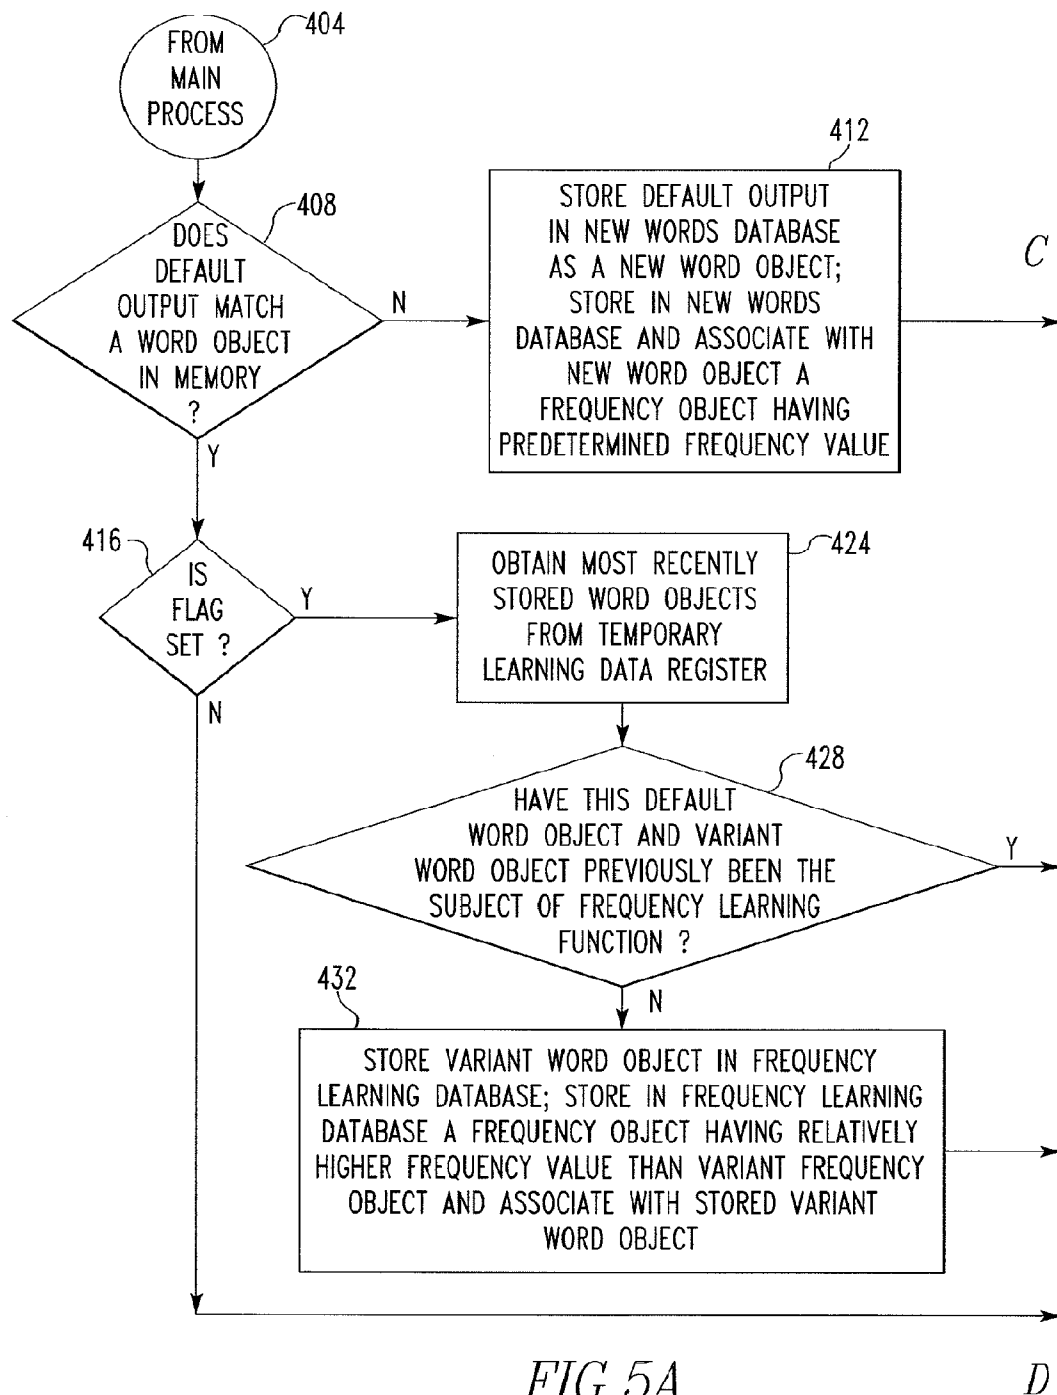 404
FROM
MAIN
PROCESS
408
DOES
DEFAULT
OUTPUT MATCH
A WORD OBJECT
IN MEMORY
?
N
Y
412
STORE DEFAULT OUTPUT
IN NEW WORDS DATABASE
AS A NEW WORD OBJECT;
STORE IN NEW WORDS
DATABASE AND ASSOCIATE WITH
NEW WORD OBJECT A
FREQUENCY OBJECT HAVING
PREDETERMINED FREQUENCY VALUE
C
416
IS
FLAG
SET ?
Y
N
424
OBTAIN MOST RECENTLY
STORED WORD OBJECTS
FROM TEMPORARY
LEARNING DATA REGISTER
428
HAVE THIS DEFAULT
WORD OBJECT AND VARIANT
WORD OBJECT PREVIOUSLY BEEN THE
SUBJECT OF FREQUENCY LEARNING
FUNCTION ?
Y
N
432
STORE VARIANT WORD OBJECT IN FREQUENCY
LEARNING DATABASE; STORE IN FREQUENCY LEARNING
DATABASE A FREQUENCY OBJECT HAVING RELATIVELY
HIGHER FREQUENCY VALUE THAN VARIANT FREQUENCY
OBJECT AND ASSOCIATE WITH STORED VARIANT
WORD OBJECT
FIG. 5A
D